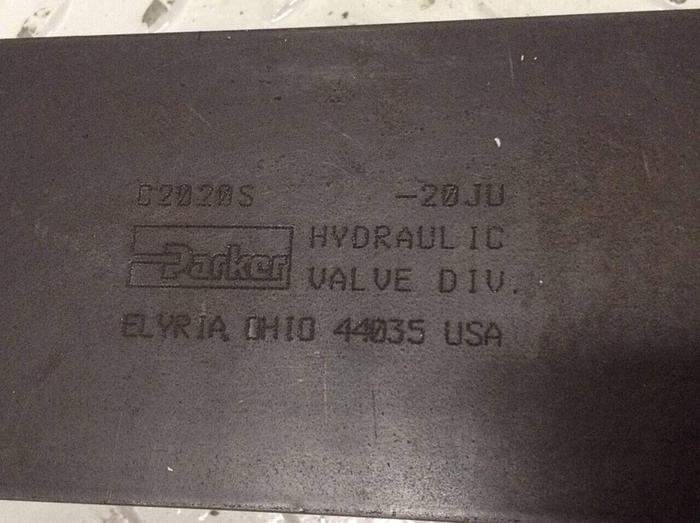 C2020S -20JU
Parker HYDRAULIC
VALVE DIV.
ELYRIA, OHIO 44035 USA